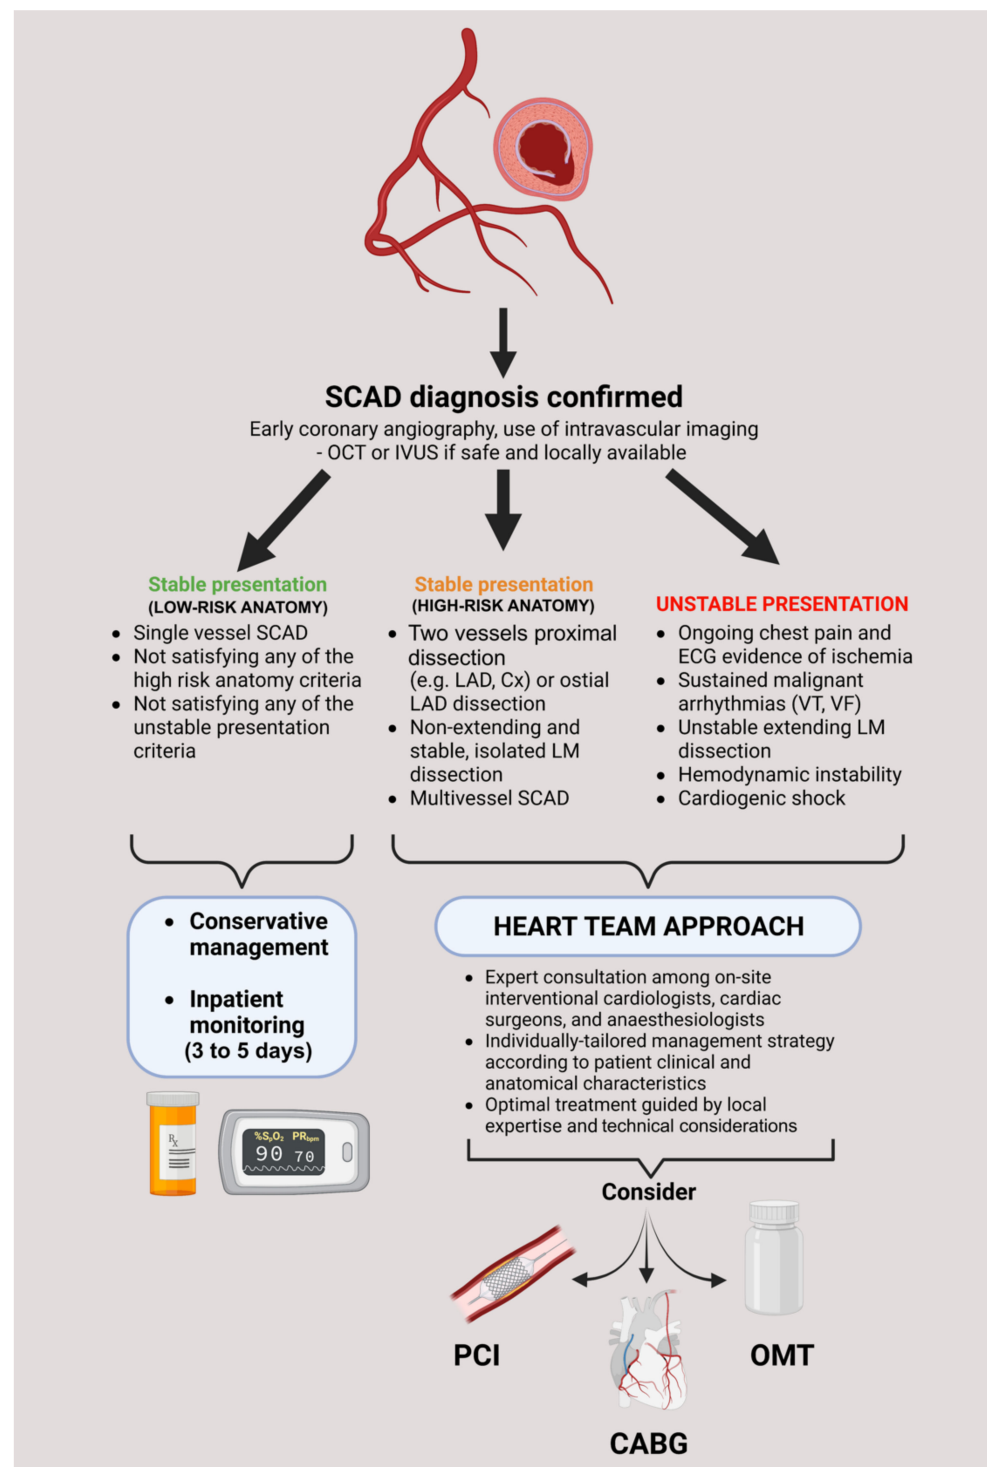 SCAD diagnosis confirmed
Early coronary angiography, use of intravascular imaging
- OCT or IVUS if safe and locally available
Stable presentation
(LOW-RISK ANATOMY)
• Single vessel SCAD
• Not satisfying any of the
high risk anatomy criteria
• Not satisfying any of the
unstable presentation
criteria
Stable presentation
(HIGH-RISK ANATOMY)
• Two vessels proximal
dissection
(e.g. LAD, Cx) or ostial
LAD dissection
• Non-extending and
stable, isolated LM
dissection
• Multivessel SCAD
UNSTABLE PRESENTATION
• Ongoing chest pain and
ECG evidence of ischemia
• Sustained malignant
arrhythmias (VT, VF)
• Unstable extending LM
dissection
• Hemodynamic instability
• Cardiogenic shock
• Conservative
management
• Inpatient
monitoring
(3 to 5 days)
Rx
%SpO2 PRbpm
90 70
HEART TEAM APPROACH
• Expert consultation among on-site
interventional cardiologists, cardiac
surgeons, and anaesthesiologists
• Individually-tailored management strategy
according to patient clinical and
anatomical characteristics
• Optimal treatment guided by local
expertise and technical considerations
Consider
PCI
CABG
OMT